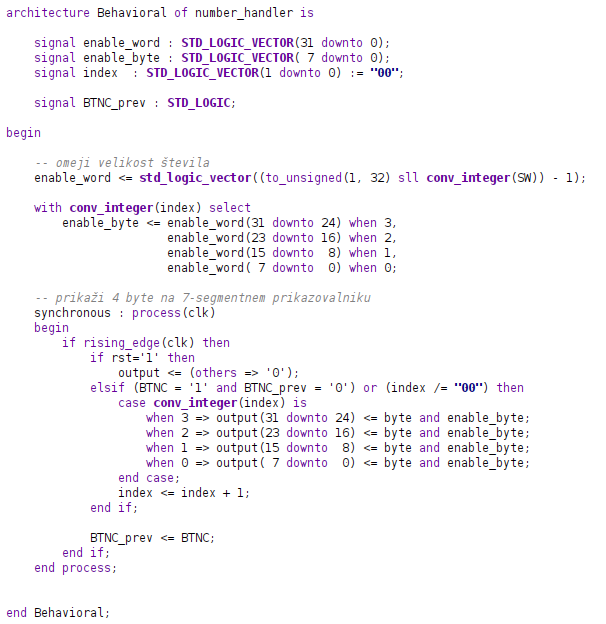 architecture Behavioral of number_handler is
signal enable_word : STD_LOGIC_VECTOR(31 downto 0);
signal enable_byte : STD_LOGIC_VECTOR( 7 downto 0);
signal index  : STD_LOGIC_VECTOR(1 downto 0) := "00";
signal BTNC_prev : STD_LOGIC;
begin
-- omeji velikost števila
enable_word <= std_logic_vector((to_unsigned(1, 32) sll conv_integer(SW)) - 1);
with conv_integer(index) select
enable_byte <= enable_word(31 downto 24) when 3,
enable_word(23 downto 16) when 2,
enable_word(15 downto  8) when 1,
enable_word( 7 downto  0) when 0;
-- prikaži 4 byte na 7-segmentnem prikazovalniku
synchronous : process(clk)
begin
if rising_edge(clk) then
if rst='1' then
output <= (others => '0');
elsif (BTNC = '1' and BTNC_prev = '0') or (index /= "00") then
case conv_integer(index) is
when 3 => output(31 downto 24) <= byte and enable_byte;
when 2 => output(23 downto 16) <= byte and enable_byte;
when 1 => output(15 downto  8) <= byte and enable_byte;
when 0 => output( 7 downto  0) <= byte and enable_byte;
end case;
index <= index + 1;
end if;
BTNC_prev <= BTNC;
end if;
end process;
end Behavioral;